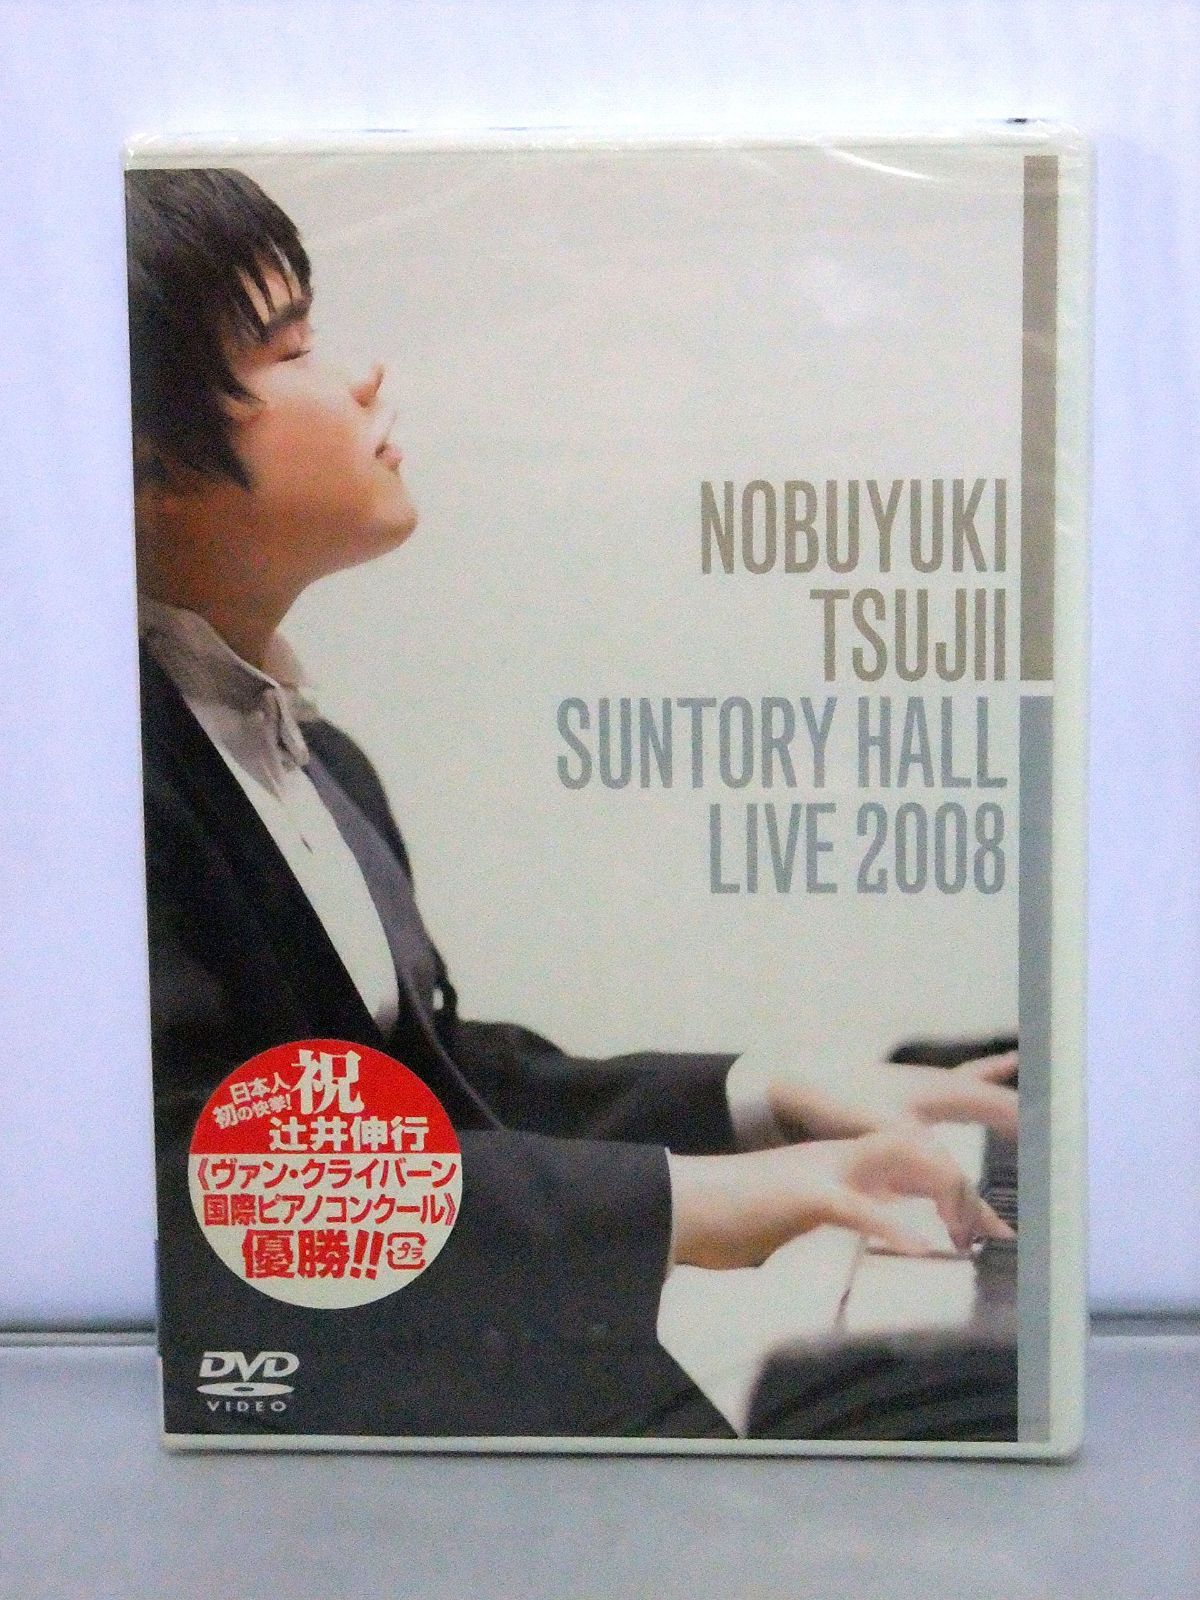 NOBUYUKI
TSUJII
SUNTORY HALL
LIVE 2008
日本人
初の快挙!
祝
辻井伸行
《ヴァン・クライバーン
国際ピアノコンクール》
優勝!!
プラ
DVD
VIDEO